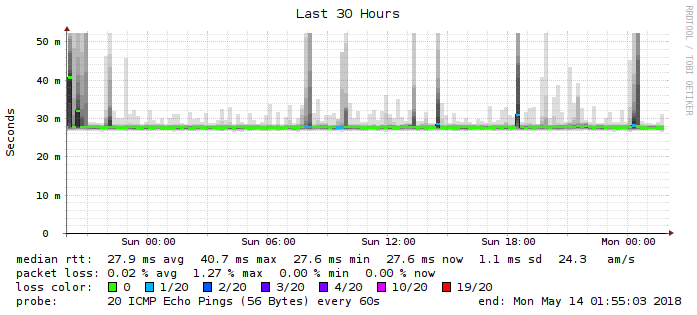 Last 30 Hours
RRDTOOL / TOBI OETIKER
Seconds
50 m
40 m
30 m
20 m
10 m
0
Sun 00:00 Sun 06:00 Sun 12:00 Sun 18:00 Mon 00:00
median rtt: 27.9 ms avg 40.7 ms max 27.6 ms min 27.6 ms now 1.1 ms sd 24.3 am/s
packet loss: 0.02 % avg 1.27 % max 0.00 % min 0.00 % now
loss color: 0 1/20 2/20 3/20 4/20 10/20 19/20
probe: 20 ICMP Echo Pings (56 Bytes) every 60s end: Mon May 14 01:55:03 2018